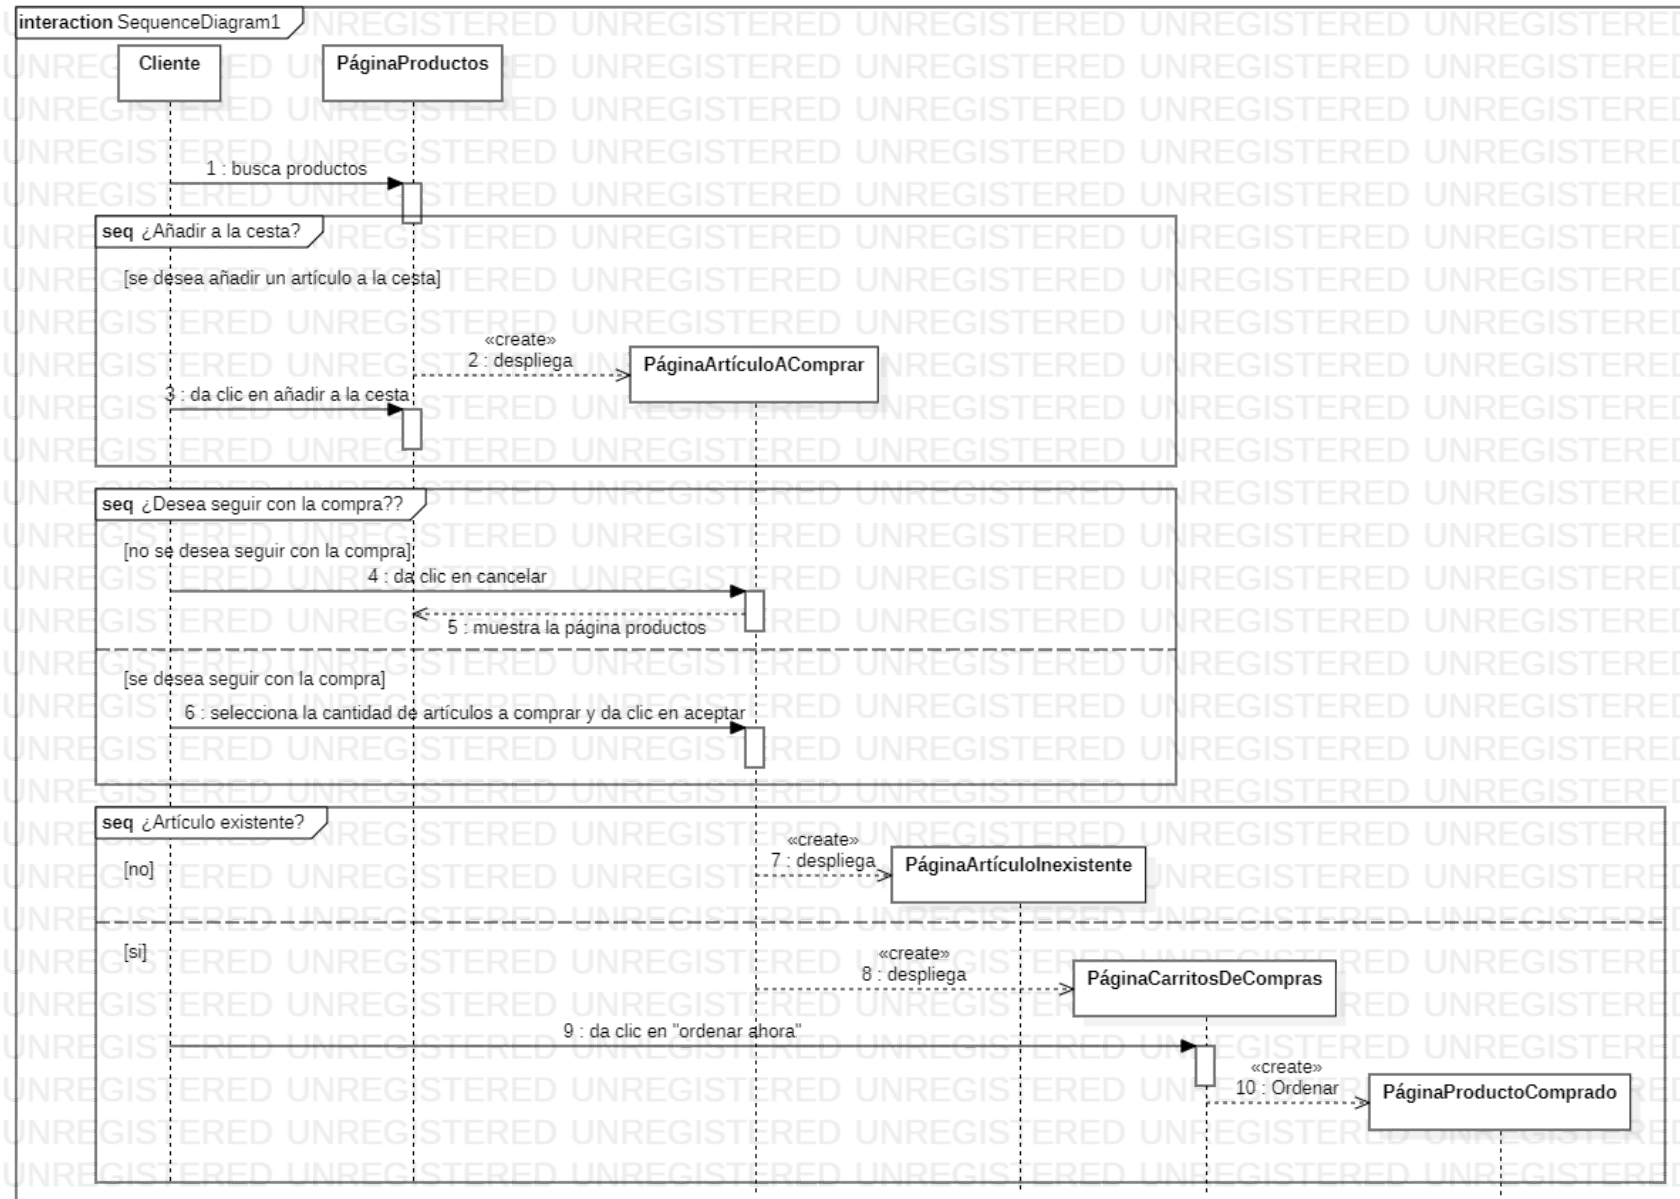 interaction SequenceDiagram1
Cliente
PáginaProductos
1 : busca productos
seq ¿Añadir a la cesta?
[se desea añadir un artículo a la cesta]
«create»
2 : despliega
PáginaArtículoAComprar
3 : da clic en añadir a la cesta
seq ¿Desea seguir con la compra??
[no se desea seguir con la compra]
4 : da clic en cancelar
5 : muestra la página productos
[se desea seguir con la compra]
6 : selecciona la cantidad de artículos a comprar y da clic en aceptar
seq ¿Artículo existente?
«create»
7 : despliega
PáginaArtículoInexistente
[no]
[si]
«create»
8 : despliega
PáginaCarritosDeCompras
9 : da clic en "ordenar ahora"
«create»
10 : Ordenar
PáginaProductoComprado
UNREGISTERED